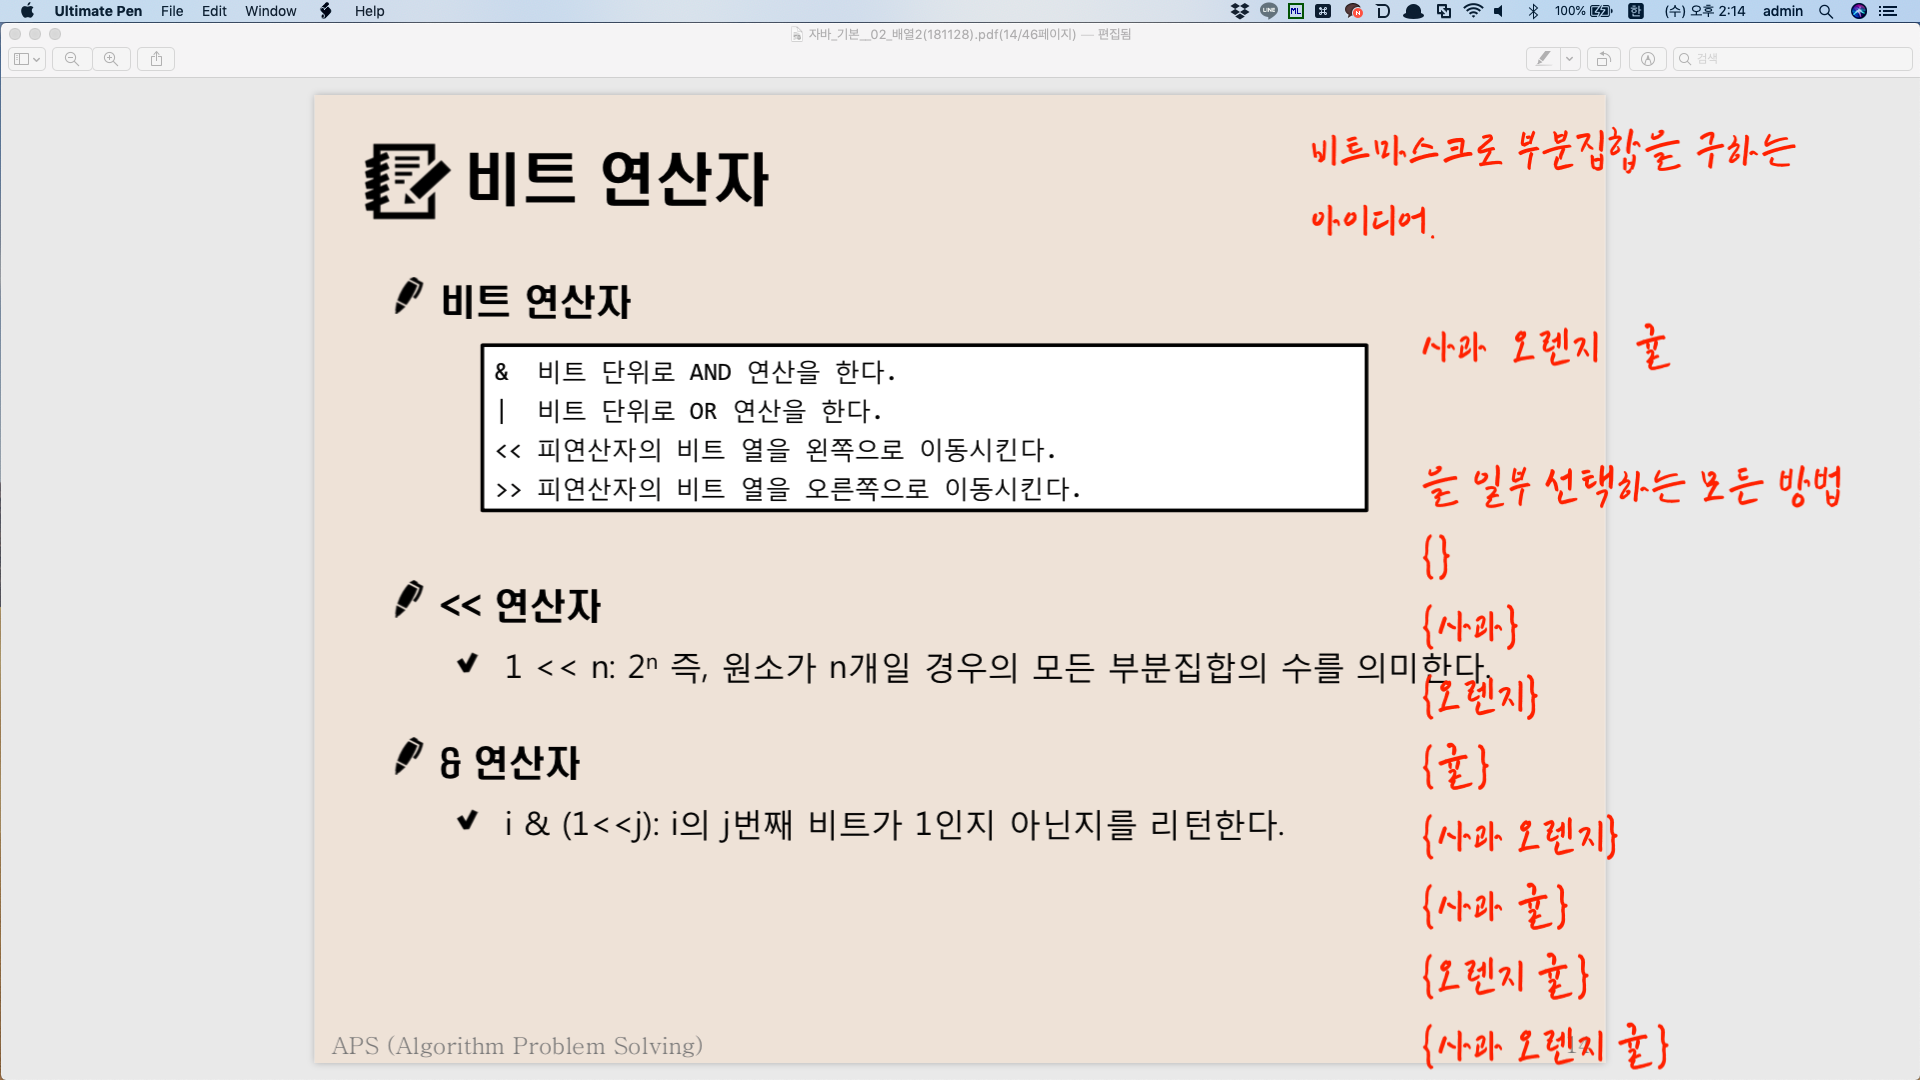 Ultimate Pen File Edit Window Help 100% (수) 오후 2:14 admin
자바_기본__02_배열2(181128).pdf(14/46페이지) — 편집됨
검색
비트 연산자
비트 연산자
& 비트 단위로 AND 연산을 한다.
| 비트 단위로 OR 연산을 한다.
<< 피연산자의 비트 열을 왼쪽으로 이동시킨다.
>> 피연산자의 비트 열을 오른쪽으로 이동시킨다.
<< 연산자
1 << n: 2ⁿ 즉, 원소가 n개일 경우의 모든 부분집합의 수를 의미한다.
& 연산자
i & (1<<j): i의 j번째 비트가 1인지 아닌지를 리턴한다.
APS (Algorithm Problem Solving)
비트마스크로 부분집합을 구하는
아이디어.
사과 오렌지 귤
을 일부 선택하는 모든 방법
{}
{사과}
{오렌지}
{귤}
{사과 오렌지}
{사과 귤}
{오렌지 귤}
{사과 오렌지 귤}